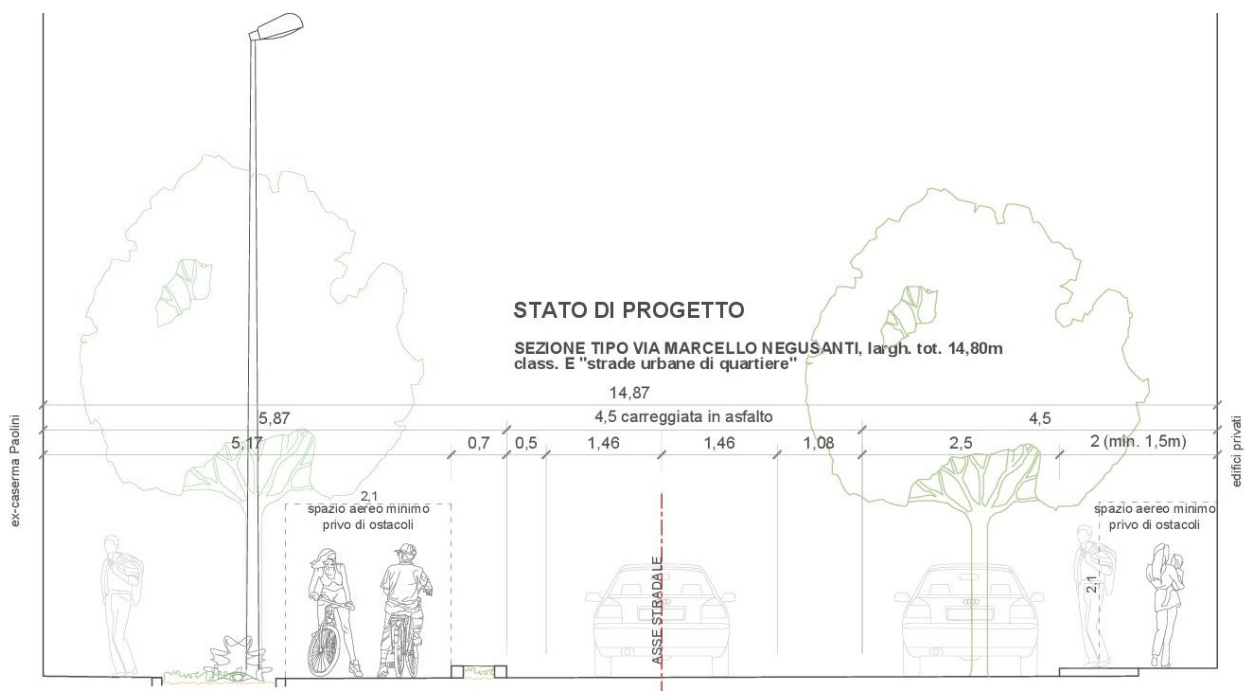 STATO DI PROGETTO
SEZIONE TIPO VIA MARCELLO NEGUSANTI, largh. tot. 14,80m
class. E "strade urbane di quartiere"
14,87
5,87
4,5 carreggiata in asfalto
4,5
5,17
0,7
0,5
1,46
1,46
1,08
2,5
2 (min. 1,5m)
ex-caserma Paolini
edifici privati
2,1
spazio aereo minimo
privo di ostacoli
spazio aereo minimo
privo di ostacoli
2,1
ASSE STRADALE